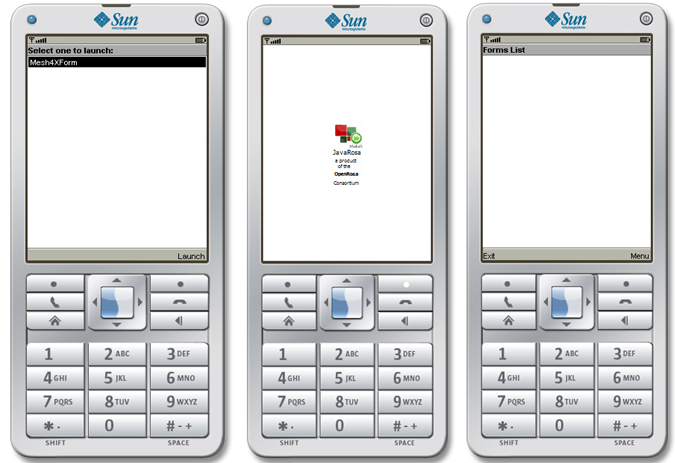 Sun
microsystems
Select one to launch:
Mesh4XForm
Launch
1
2 ABC
3 DEF
4 GHI
5 JKL
6 MNO
7 PQRS
8 TUV
9 WXYZ
* .
0
# - +
SHIFT
SPACE
Sun
microsystems
JavaRosa
a product
of the
OpenRosa
Consortium
1
2 ABC
3 DEF
4 GHI
5 JKL
6 MNO
7 PQRS
8 TUV
9 WXYZ
* .
0
# - +
SHIFT
SPACE
Sun
microsystems
Forms List
Exit
Menu
1
2 ABC
3 DEF
4 GHI
5 JKL
6 MNO
7 PQRS
8 TUV
9 WXYZ
* .
0
# - +
SHIFT
SPACE